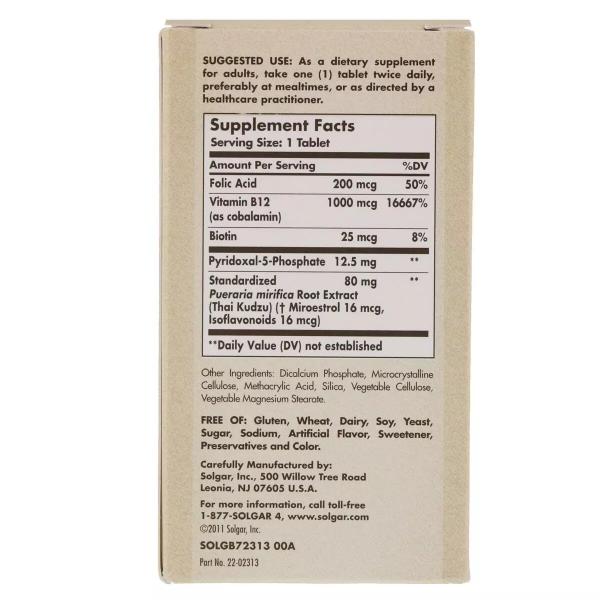 SUGGESTED USE: As a dietary supplement
for adults, take one (1) tablet twice daily,
preferably at mealtimes, or as directed by a
healthcare practitioner.
Supplement Facts
Serving Size: 1 Tablet
Amount Per Serving %DV
Folic Acid 200 mcg 50%
Vitamin B12 1000 mcg 16667%
(as cobalamin)
Biotin 25 mcg 8%
Pyridoxal-5-Phosphate 12.5 mg **
Standardized 80 mg **
Pueraria mirifica Root Extract
(Thai Kudzu) († Miroestrol 16 mcg,
Isoflavonoids 16 mcg)
**Daily Value (DV) not established
Other Ingredients: Dicalcium Phosphate, Microcrystalline
Cellulose, Methacrylic Acid, Silica, Vegetable Cellulose,
Vegetable Magnesium Stearate.
FREE OF: Gluten, Wheat, Dairy, Soy, Yeast,
Sugar, Sodium, Artificial Flavor, Sweetener,
Preservatives and Color.
Carefully Manufactured by:
Solgar, Inc., 500 Willow Tree Road
Leonia, NJ 07605 U.S.A.
For more information, call toll-free
1-877-SOLGAR 4, www.solgar.com
©2011 Solgar, Inc.
SOLGB72313 00A
Part No. 22-02313